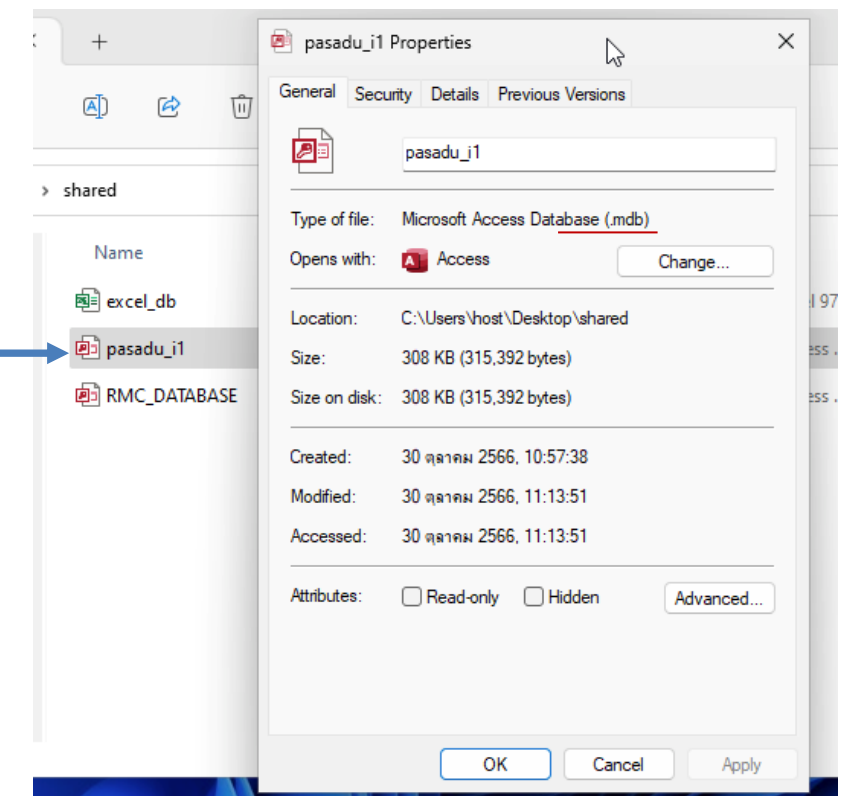 pasadu_i1 Properties
General Security Details Previous Versions
pasadu_i1
shared
Type of file: Microsoft Access Database (.mdb)
Name
Opens with: Access Change...
excel_db
Location: C:\Users\host\Desktop\shared
pasadu_i1
Size: 308 KB (315,392 bytes)
RMC_DATABASE
Size on disk: 308 KB (315,392 bytes)
Created: 30 ตุลาคม 2566, 10:57:38
Modified: 30 ตุลาคม 2566, 11:13:51
Accessed: 30 ตุลาคม 2566, 11:13:51
Attributes: Read-only Hidden Advanced...
OK Cancel Apply